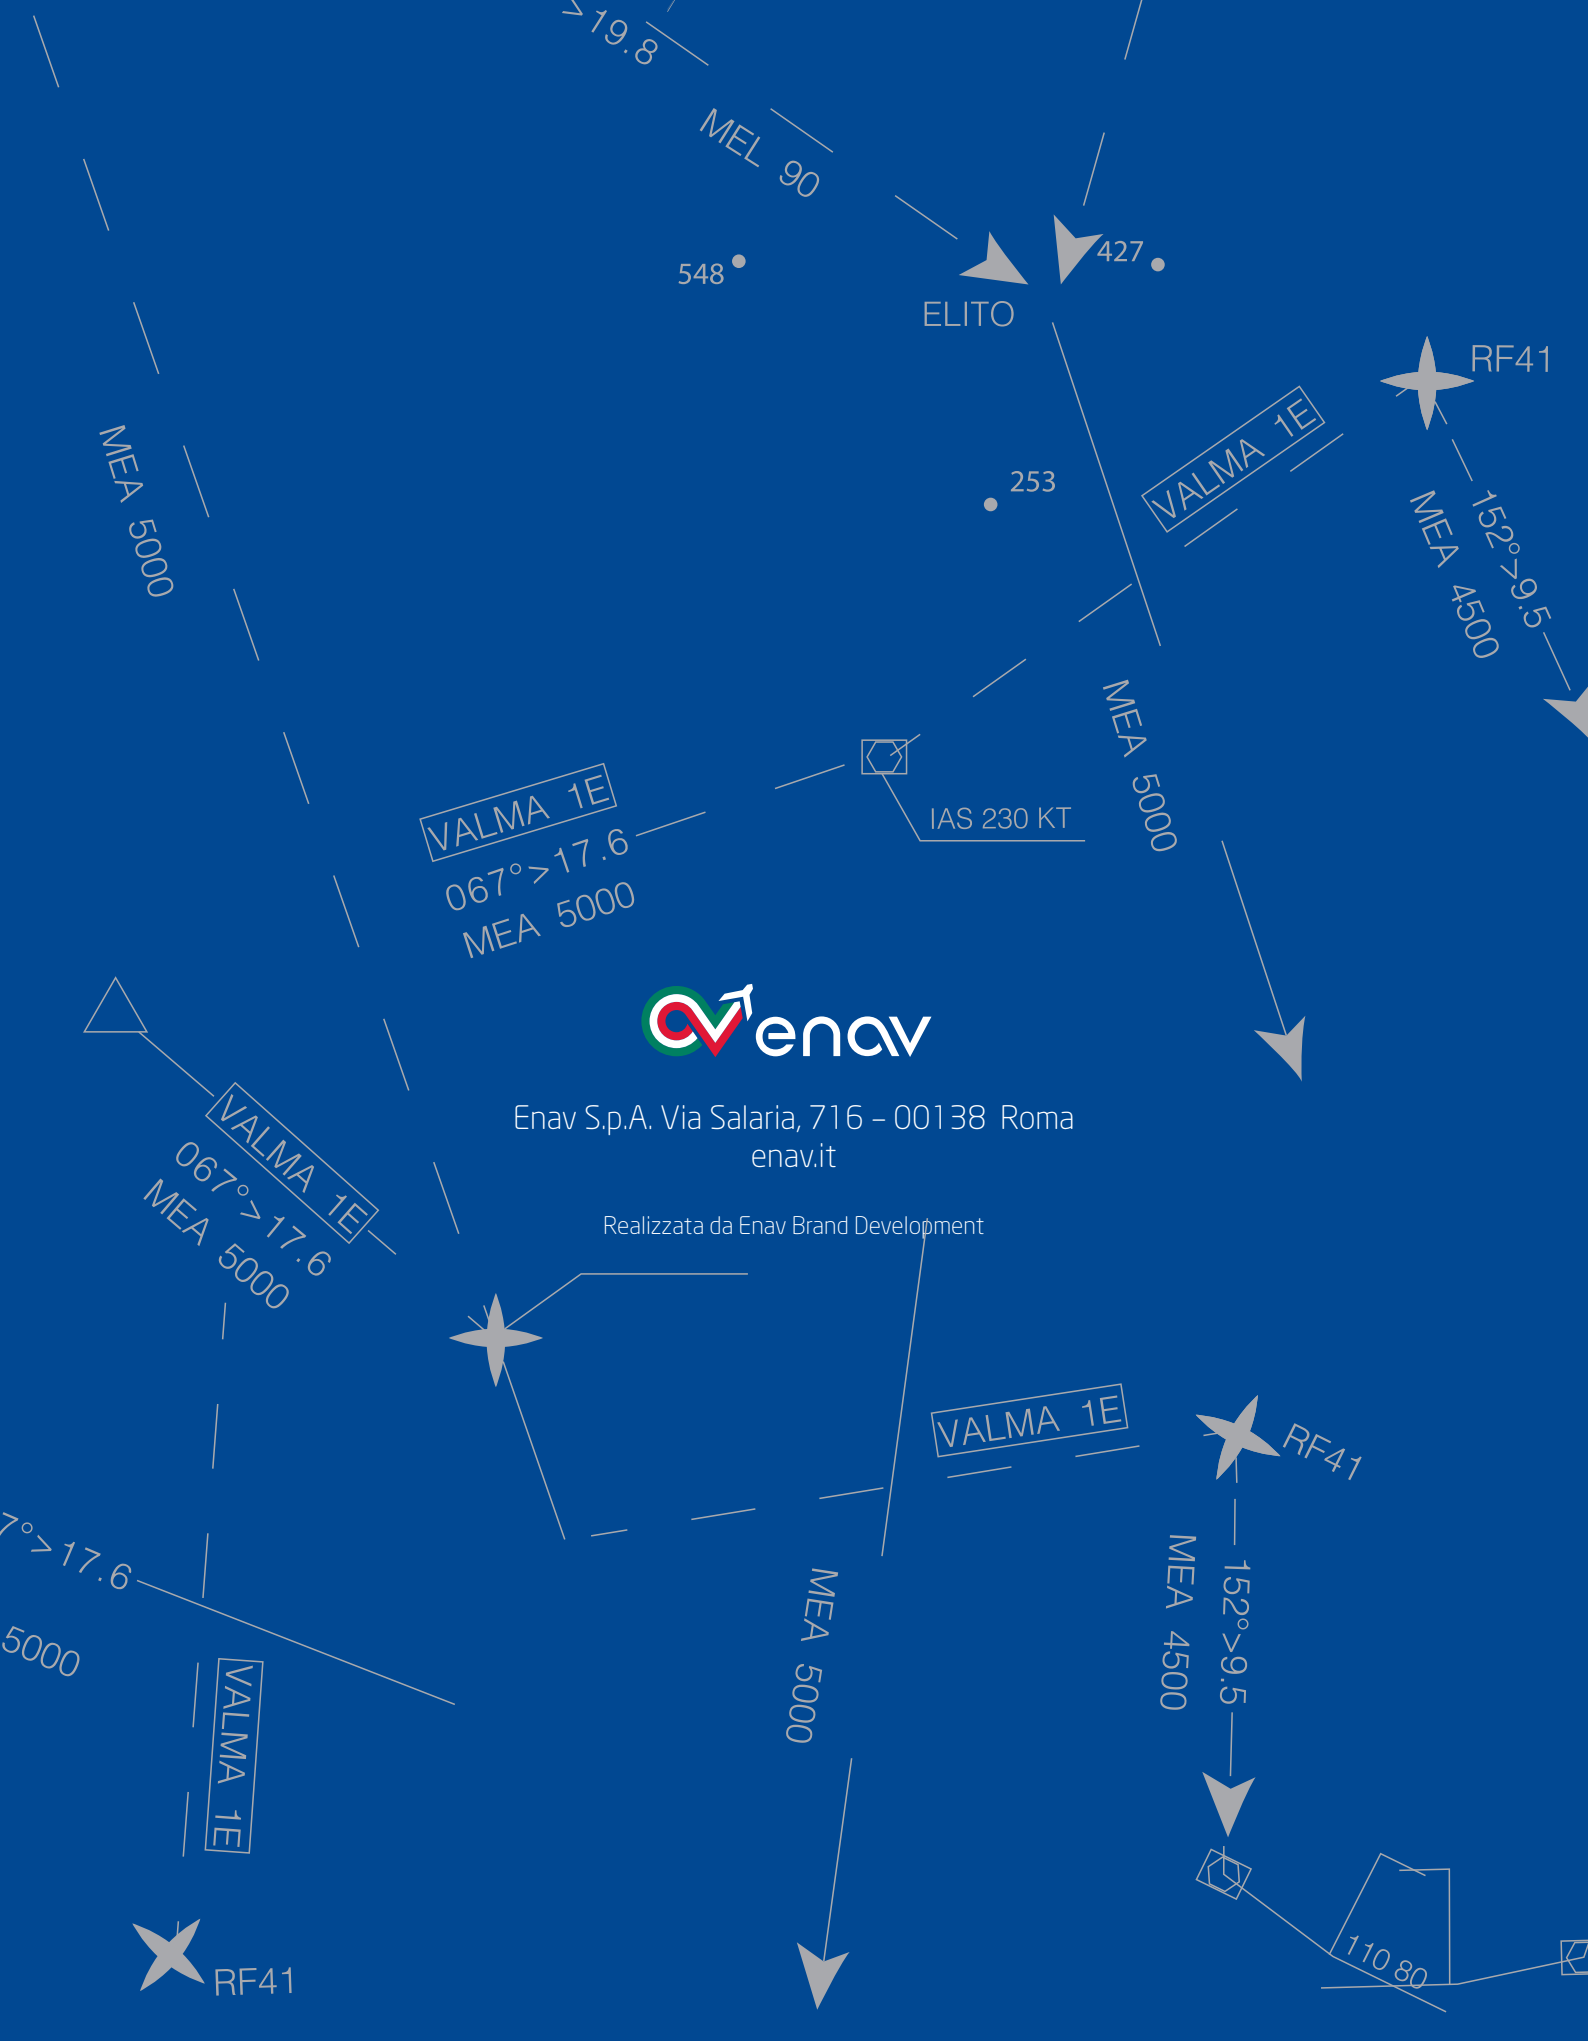 >19.8
MEL 90
548
427
ELITO
RF41
VALMA 1E
253
152°>9.5
MEA 4500
MEA 5000
MEA 5000
VALMA 1E
067°>17.6
MEA 5000
IAS 230 KT
enav
Enav S.p.A. Via Salaria, 716 – 00138 Roma
enav.it
Realizzata da Enav Brand Development
VALMA 1E
067°>17.6
MEA 5000
VALMA 1E
RF41
7°>17.6
5000
MEA 5000
MEA 4500
152°>9.5
VALMA 1E
RF41
110 80